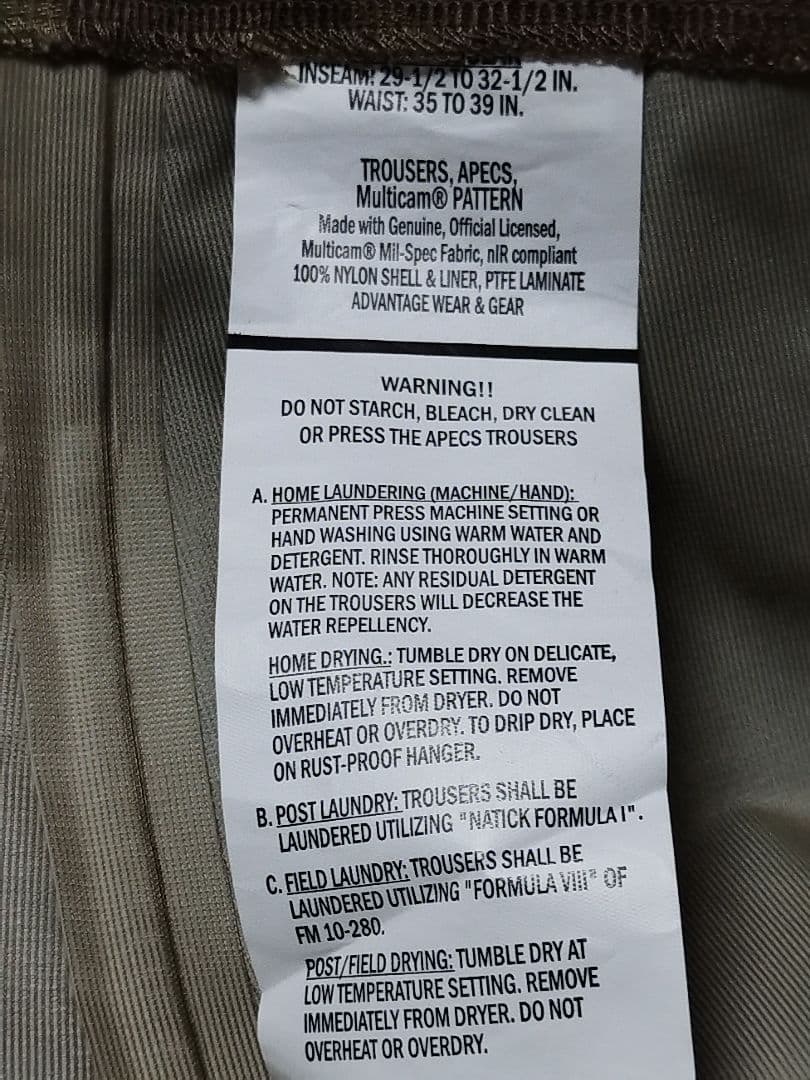 INSEAM: 29-1/2 TO 32-1/2 IN.
WAIST: 35 TO 39 IN.
TROUSERS, APECS,
Multicam® PATTERN
Made with Genuine, Official Licensed,
Multicam® Mil-Spec Fabric, nIR compliant
100% NYLON SHELL & LINER, PTFE LAMINATE
ADVANTAGE WEAR & GEAR
WARNING!!
DO NOT STARCH, BLEACH, DRY CLEAN
OR PRESS THE APECS TROUSERS
A. HOME LAUNDERING (MACHINE/HAND):
PERMANENT PRESS MACHINE SETTING OR
HAND WASHING USING WARM WATER AND
DETERGENT. RINSE THOROUGHLY IN WARM
WATER. NOTE: ANY RESIDUAL DETERGENT
ON THE TROUSERS WILL DECREASE THE
WATER REPELLENCY.
HOME DRYING.: TUMBLE DRY ON DELICATE,
LOW TEMPERATURE SETTING. REMOVE
IMMEDIATELY FROM DRYER. DO NOT
OVERHEAT OR OVERDRY. TO DRIP DRY, PLACE
ON RUST-PROOF HANGER.
B. POST LAUNDRY: TROUSERS SHALL BE
LAUNDERED UTILIZING "NATICK FORMULA I".
C. FIELD LAUNDRY: TROUSERS SHALL BE
LAUNDERED UTILIZING "FORMULA VIII" OF
FM 10-280.
POST/FIELD DRYING: TUMBLE DRY AT
LOW TEMPERATURE SETTING. REMOVE
IMMEDIATELY FROM DRYER. DO NOT
OVERHEAT OR OVERDRY.